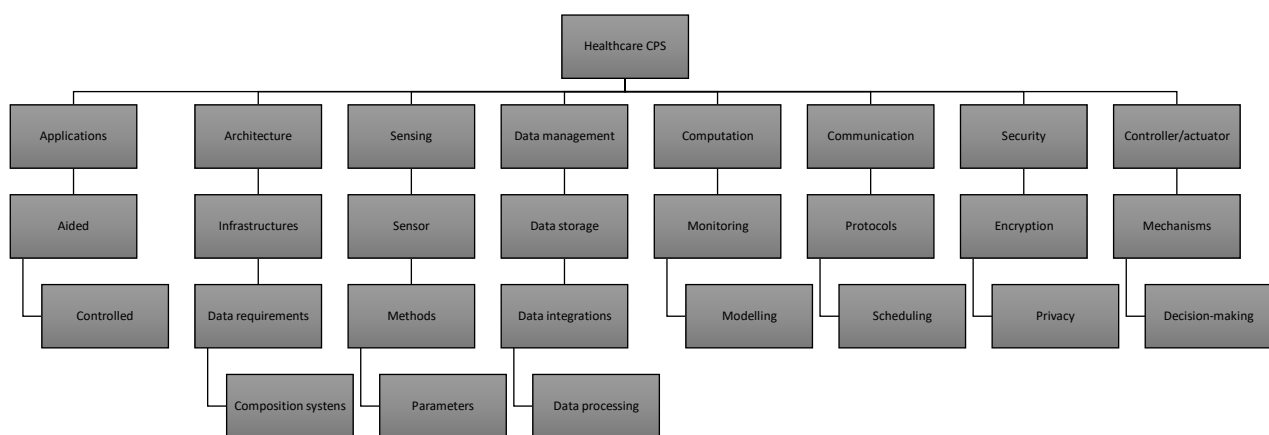 Healthcare CPS
Applications
Architecture
Sensing
Data management
Computation
Communication
Security
Controller/actuator
Aided
Infrastructures
Sensor
Data storage
Monitoring
Protocols
Encryption
Mechanisms
Controlled
Data requirements
Methods
Data integrations
Modelling
Scheduling
Privacy
Decision-making
Composition systens
Parameters
Data processing